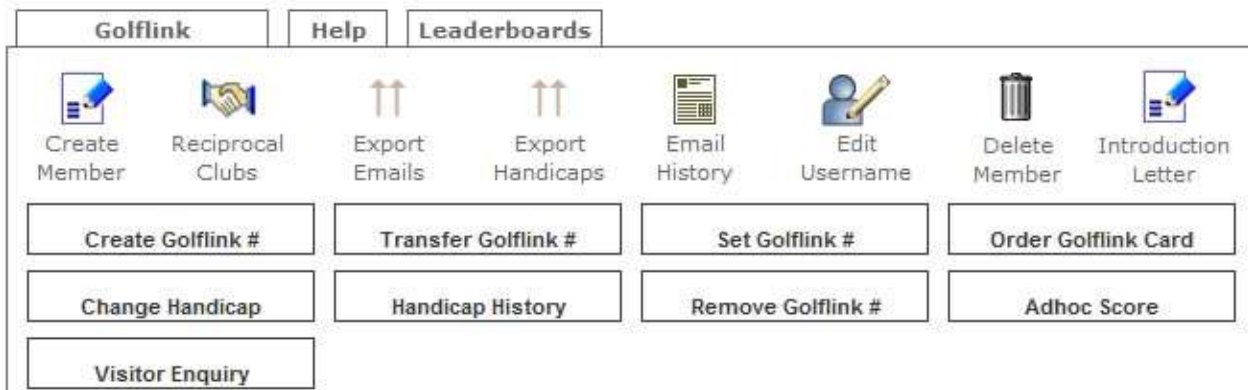 Golflink Help Leaderboards
Create Reciprocal Export Export Email Edit Delete Introduction
Member Clubs Emails Handicaps History Username Member Letter
Create Golflink # Transfer Golflink # Set Golflink # Order Golflink Card
Change Handicap Handicap History Remove Golflink # Adhoc Score
Visitor Enquiry